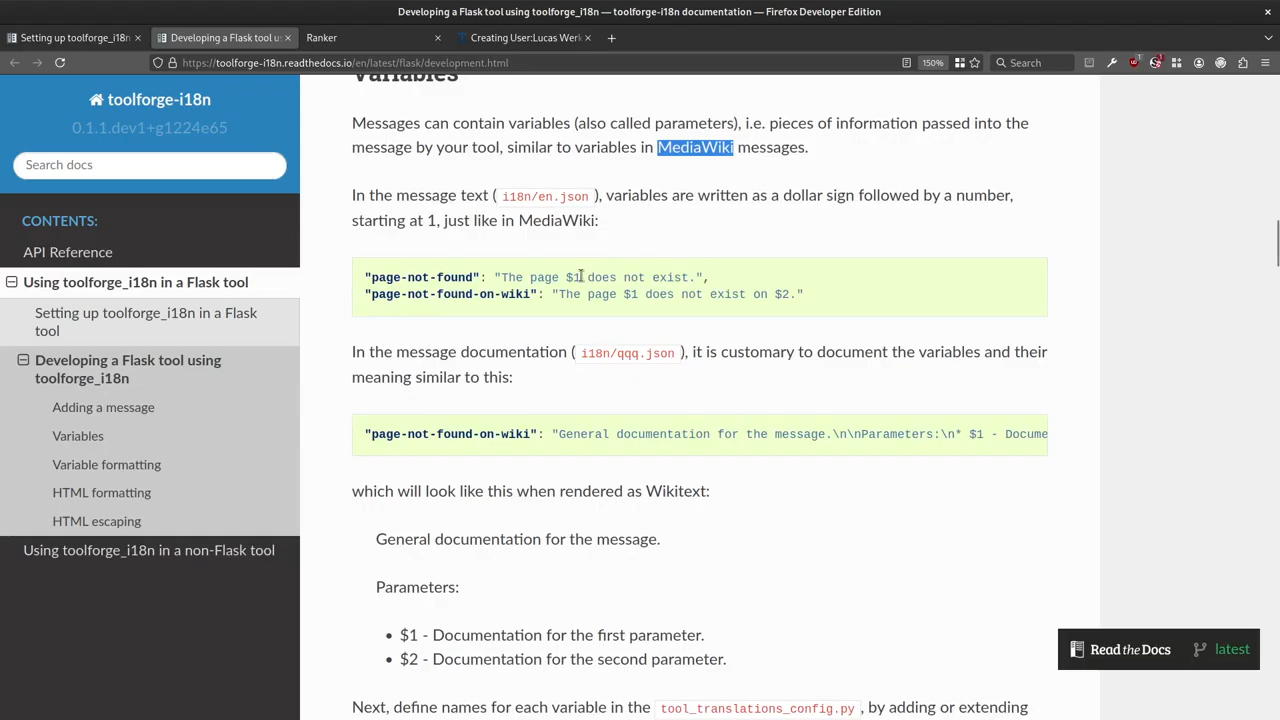 Developing a Flask tool using toolforge_i18n — toolforge-i18n documentation — Firefox Developer Edition
Setting up toolforge_i18n
Developing a Flask tool u
Ranker
Creating User:Lucas Werk
https://toolforge-i18n.readthedocs.io/en/latest/flask/development.html
150%
Search
toolforge-i18n
0.1.1.dev1+g1224e65
Search docs
CONTENTS:
API Reference
Using toolforge_i18n in a Flask tool
Setting up toolforge_i18n in a Flask
tool
Developing a Flask tool using
toolforge_i18n
Adding a message
Variables
Variable formatting
HTML formatting
HTML escaping
Using toolforge_i18n in a non-Flask tool
Variables
Messages can contain variables (also called parameters), i.e. pieces of information passed into the
message by your tool, similar to variables in MediaWiki messages.
In the message text ( i18n/en.json ), variables are written as a dollar sign followed by a number,
starting at 1, just like in MediaWiki:
"page-not-found": "The page $1 does not exist.",
"page-not-found-on-wiki": "The page $1 does not exist on $2."
In the message documentation ( i18n/qqq.json ), it is customary to document the variables and their
meaning similar to this:
"page-not-found-on-wiki": "General documentation for the message.\n\nParameters:\n* $1 - Docume
which will look like this when rendered as Wikitext:
General documentation for the message.
Parameters:
• $1 - Documentation for the first parameter.
• $2 - Documentation for the second parameter.
Next, define names for each variable in the tool_translations_config.py , by adding or extending
Read the Docs
latest